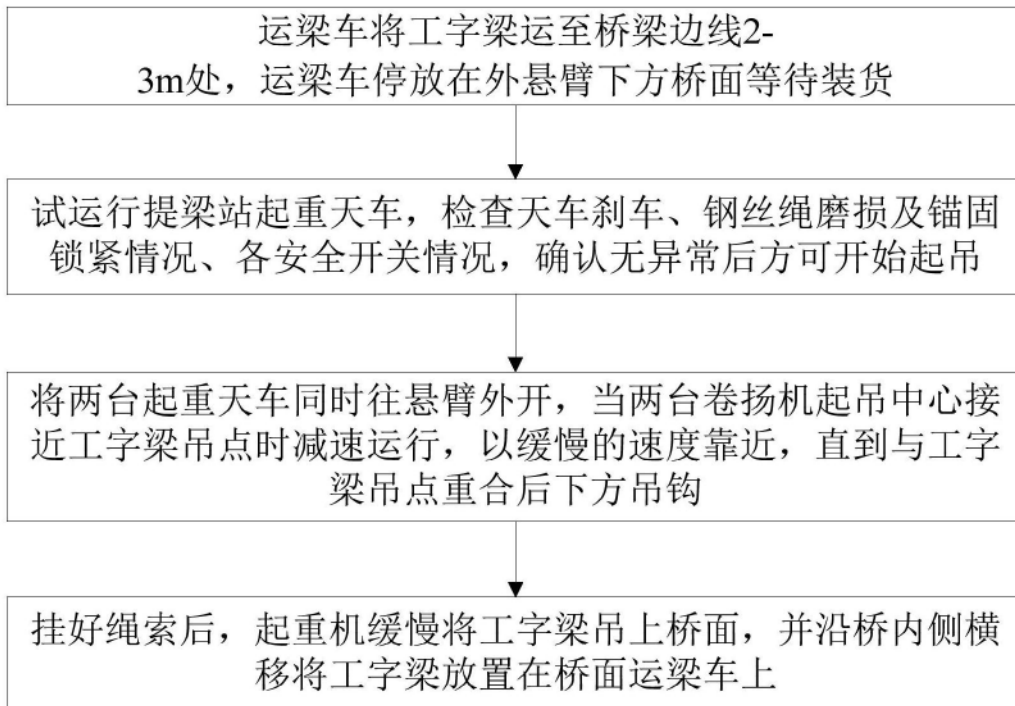 运梁车将工字梁运至桥梁边线2-
3m处，运梁车停放在外悬臂下方桥面等待装货
试运行提梁站起重天车，检查天车刹车、钢丝绳磨损及锚固
锁紧情况、各安全开关情况，确认无异常后方可开始起吊
将两台起重天车同时往悬臂外开，当两台卷扬机起吊中心接
近工字梁吊点时减速运行，以缓慢的速度靠近，直到与工字
梁吊点重合后下方吊钩
挂好绳索后，起重机缓慢将工字梁吊上桥面，并沿桥内侧横
移将工字梁放置在桥面运梁车上